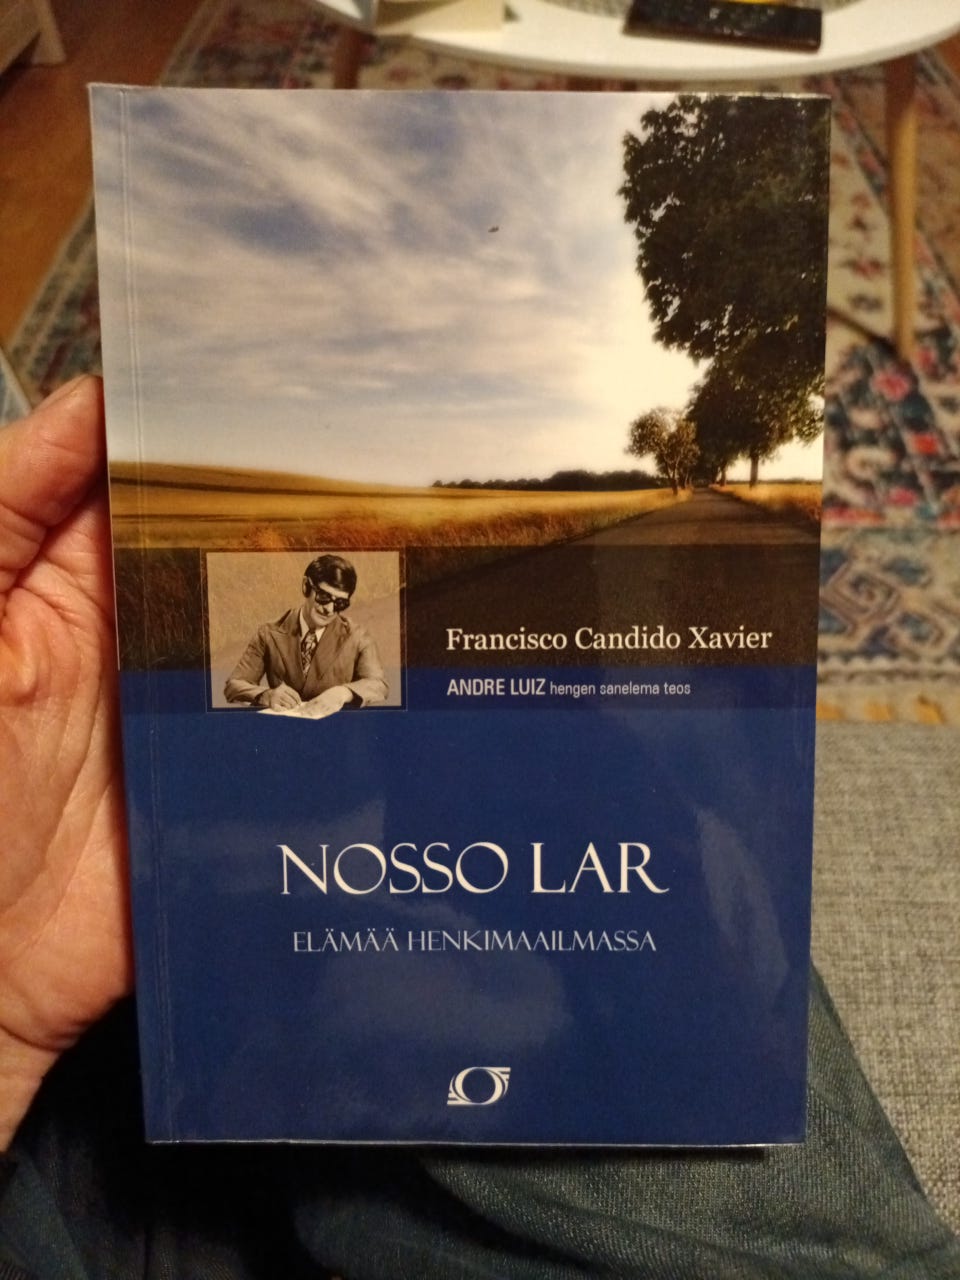 Francisco Candido Xavier
ANDRE LUIZ hengen sanelema teos
NOSSO LAR
ELÄMÄÄ HENKIMAAILMASSA